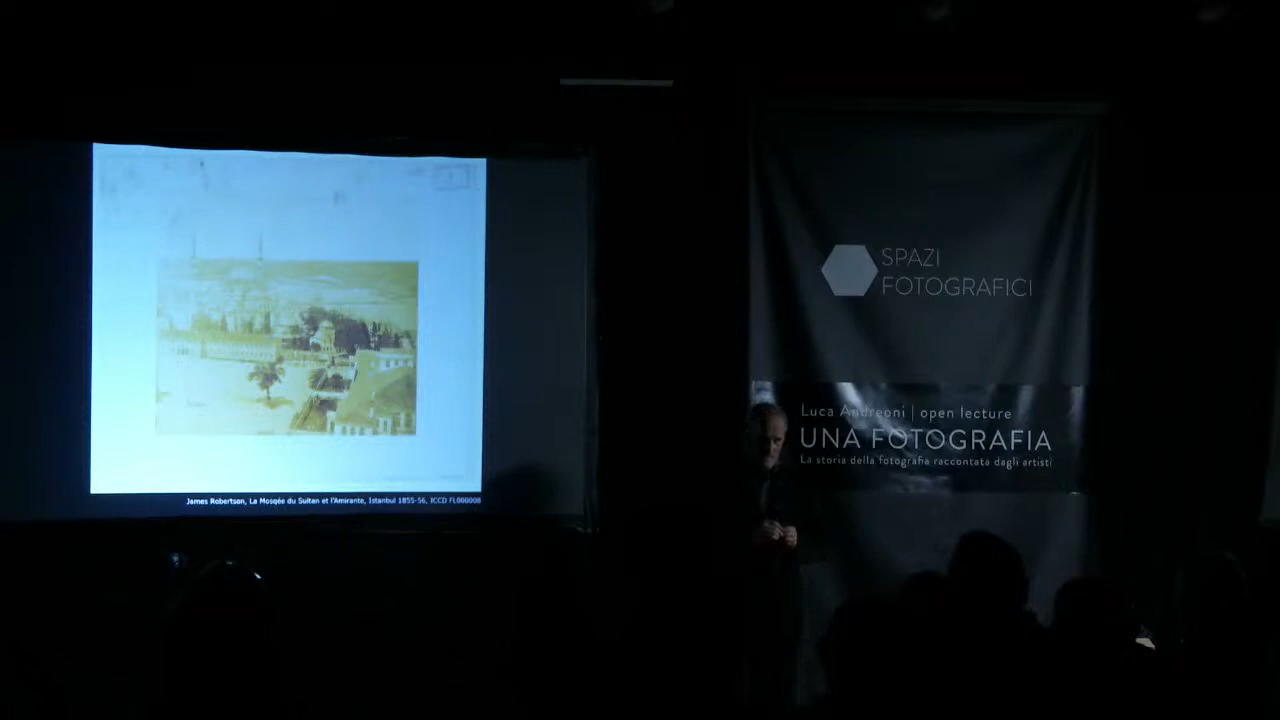 James Robertson, La Mosqée du Sultan et l'Amirante, Istanbul 1855-56, ICCD FL000008
SPAZI
FOTOGRAFICI
Luca Andreoni | open lecture
UNA FOTOGRAFIA
La storia della fotografia raccontata dagli artisti